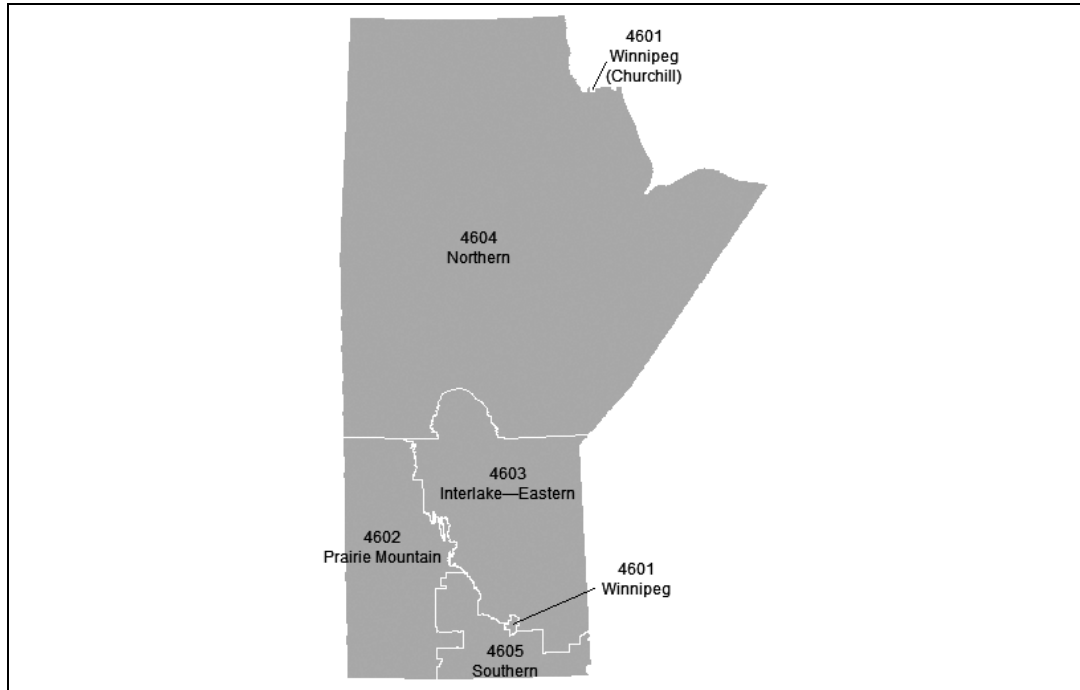 4601
Winnipeg
(Churchill)
4604
Northern
4603
Interlake—Eastern
4602
Prairie Mountain
4601
Winnipeg
4605
Southern